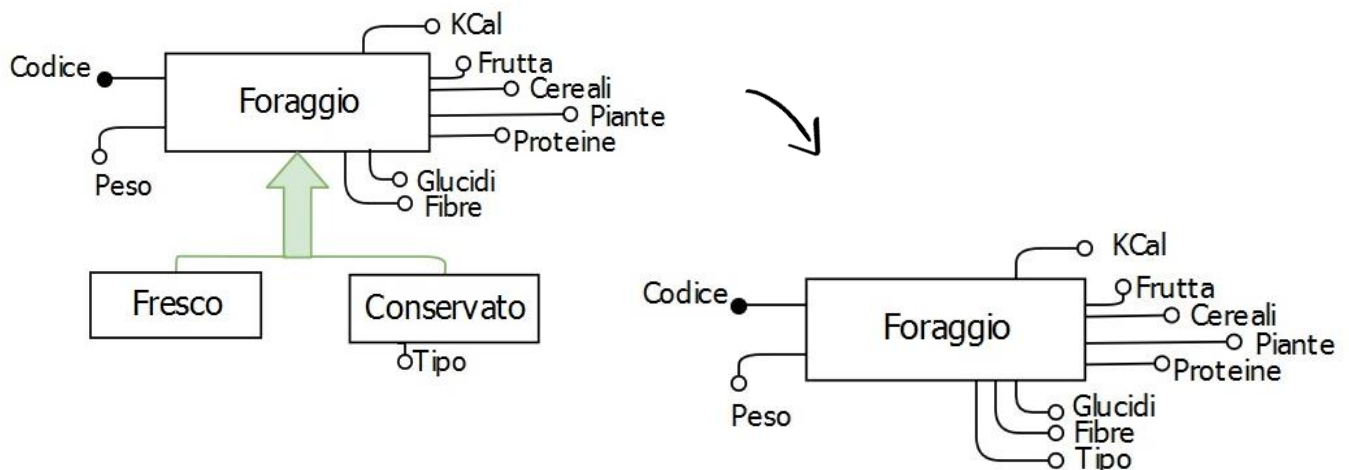 KCal
Codice
Frutta
Cereali
Foraggio
Piante
Proteine
Peso
Glucidi
Fibre
Fresco
Conservato
Tipo
KCal
Codice
Frutta
Cereali
Foraggio
Piante
Proteine
Peso
Glucidi
Fibre
Tipo